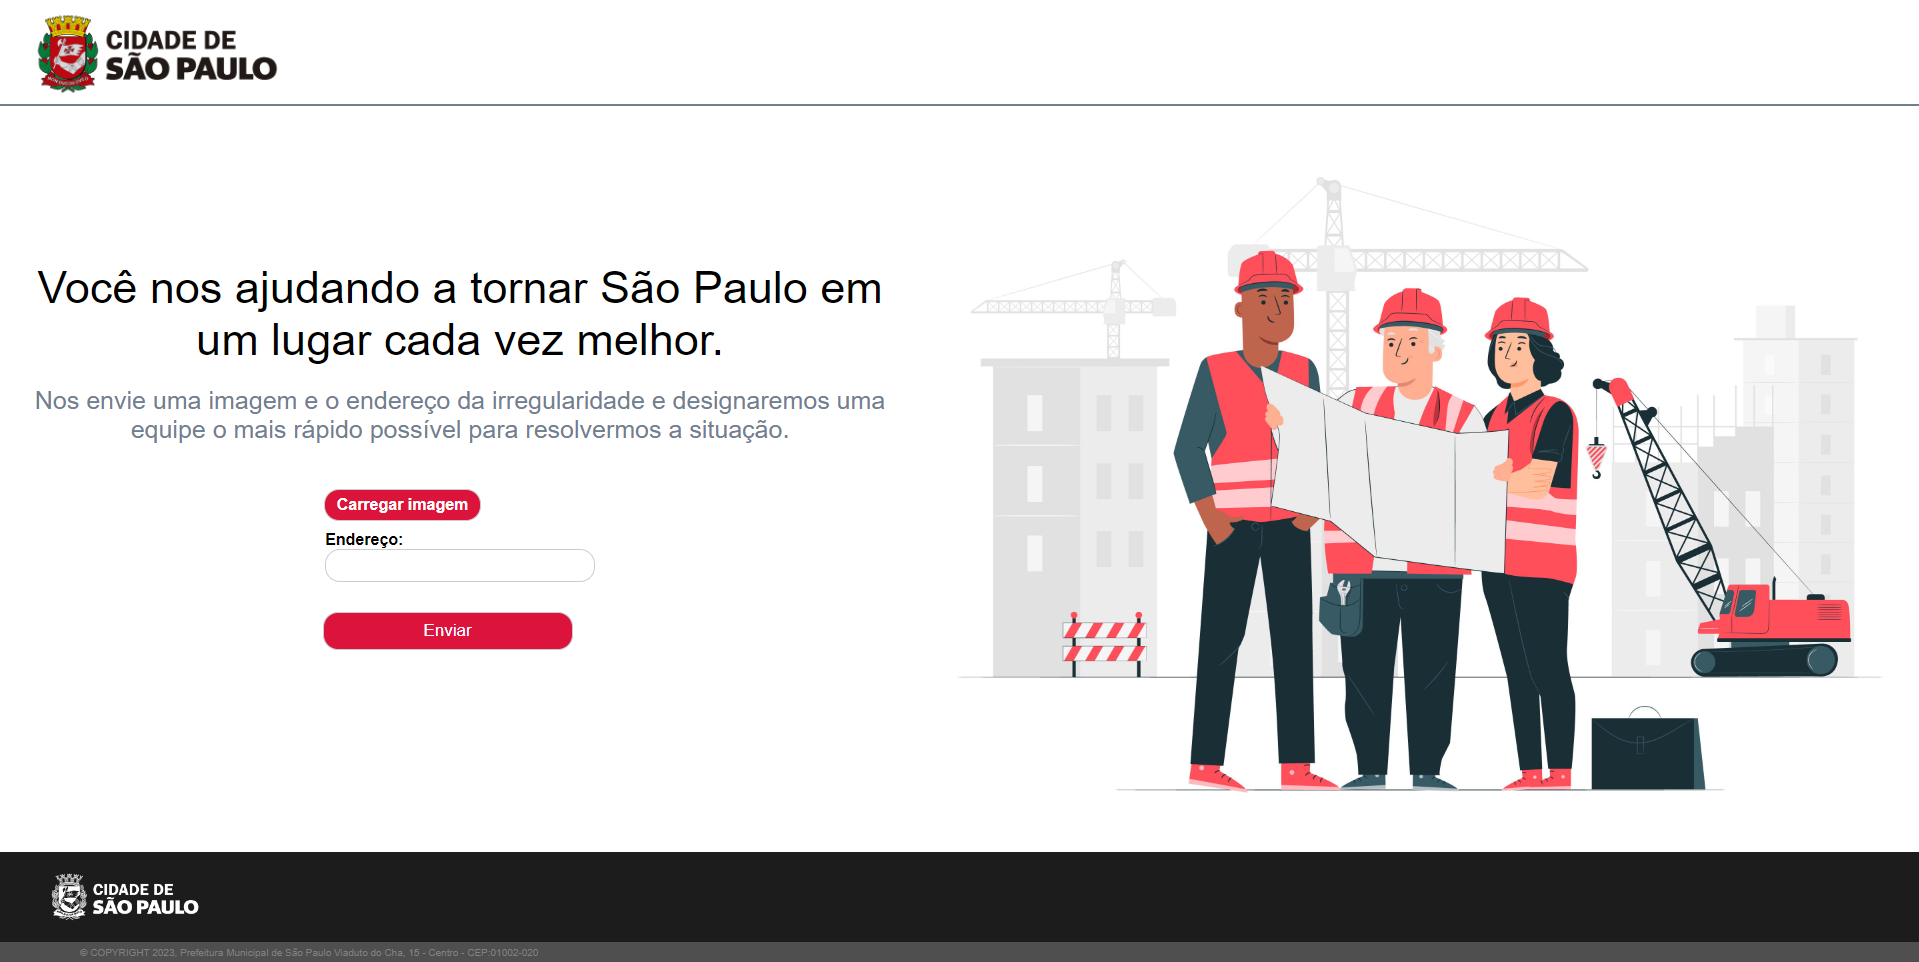 CIDADE DE
SÃO PAULO
Você nos ajudando a tornar São Paulo em
um lugar cada vez melhor.
Nos envie uma imagem e o endereço da irregularidade e designaremos uma
equipe o mais rápido possível para resolvermos a situação.
Carregar imagem
Endereço:
Enviar
CIDADE DE
SÃO PAULO
© COPYRIGHT 2023, Prefeitura Municipal de São Paulo Viaduto do Cha, 15 - Centro - CEP:01002-020